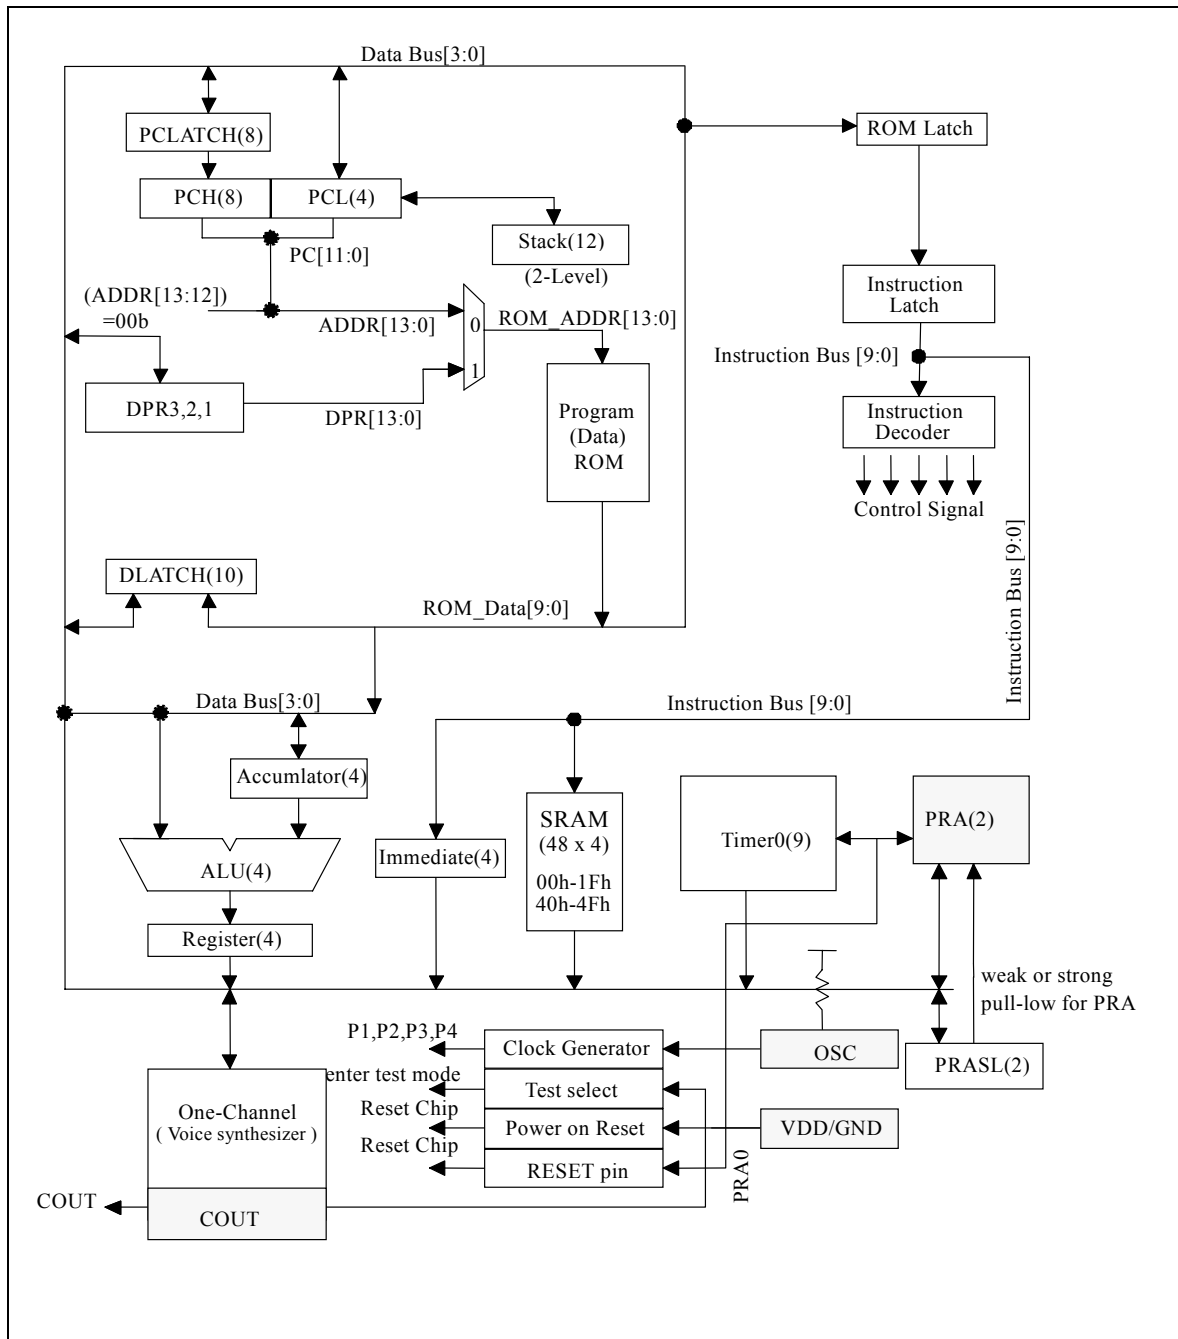 Data Bus[3:0]
PCLATCH(8)
ROM Latch
PCH(8)
PCL(4)
Stack(12)
(2-Level)
PC[11:0]
Instruction
Latch
(ADDR[13:12])
=00b
ADDR[13:0]
0
1
ROM_ADDR[13:0]
Instruction Bus [9:0]
DPR3,2,1
DPR[13:0]
Program
(Data)
ROM
Instruction
Decoder
Control Signal
Instruction Bus [9:0]
DLATCH(10)
ROM_Data[9:0]
Data Bus[3:0]
Instruction Bus [9:0]
Accumlator(4)
SRAM
(48 x 4)
00h-1Fh
40h-4Fh
Timer0(9)
PRA(2)
ALU(4)
Immediate(4)
Register(4)
weak or strong
pull-low for PRA
P1,P2,P3,P4
Clock Generator
OSC
PRASL(2)
enter test mode
Test select
One-Channel
( Voice synthesizer )
Reset Chip
Power on Reset
VDD/GND
Reset Chip
RESET pin
PRA0
COUT
COUT